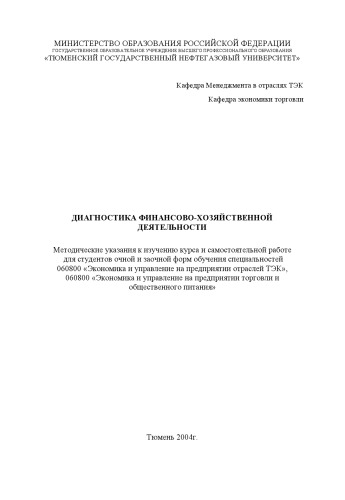 МИНИСТЕРСТВО ОБРАЗОВАНИЯ РОССИЙСКОЙ ФЕДЕРАЦИИ
ГОСУДАРСТВЕННОЕ ОБРАЗОВАТЕЛЬНОЕ УЧРЕЖДЕНИЕ ВЫСШЕГО ПРОФЕССИОНАЛЬНОГО ОБРАЗОВАНИЯ
«ТЮМЕНСКИЙ ГОСУДАРСТВЕННЫЙ НЕФТЕГАЗОВЫЙ УНИВЕРСИТЕТ»
Кафедра Менеджмента в отраслях ТЭК
Кафедра экономики торговли
ДИАГНОСТИКА ФИНАНСОВО-ХОЗЯЙСТВЕННОЙ
ДЕЯТЕЛЬНОСТИ
Методические указания к изучению курса и самостоятельной работе
для студентов очной и заочной форм обучения специальностей
060800 «Экономика и управление на предприятии отраслей ТЭК»,
060800 «Экономика и управление на предприятии торговли и
общественного питания»
Тюмень 2004г.